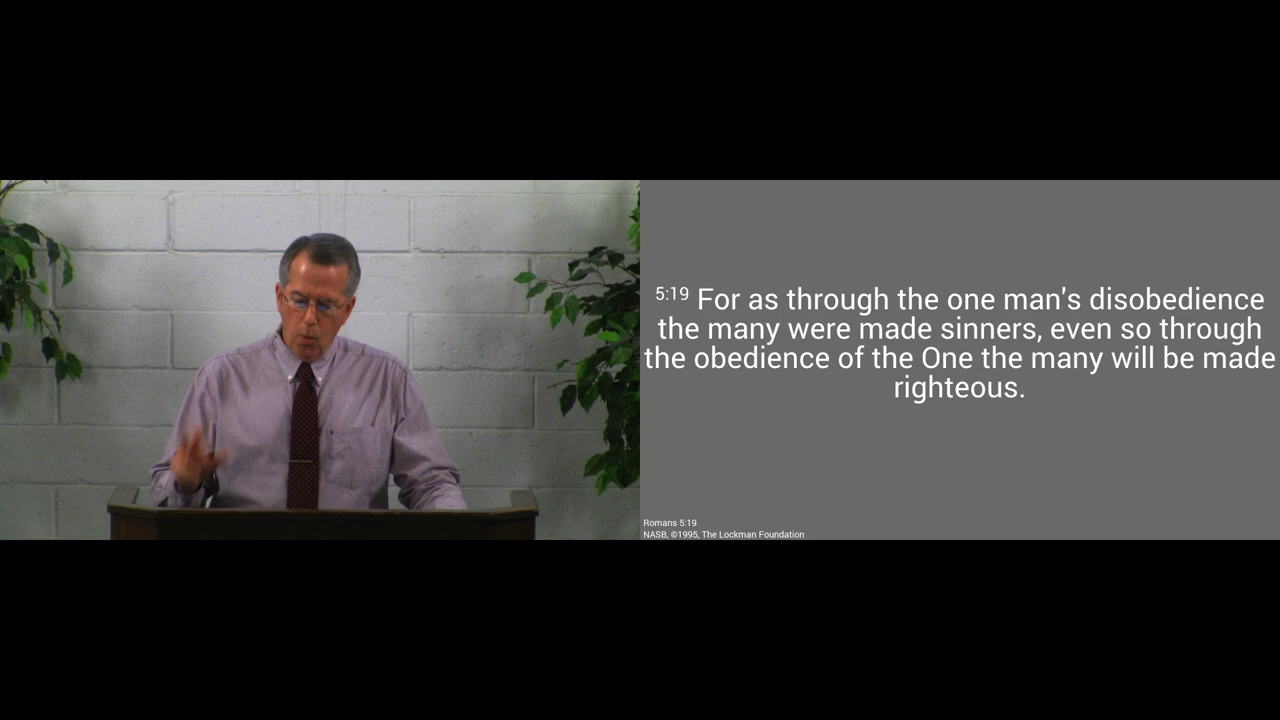 5:19 For as through the one man's disobedience
the many were made sinners, even so through
the obedience of the One the many will be made
righteous.
Romans 5:19
NASB, ©1995, The Lockman Foundation